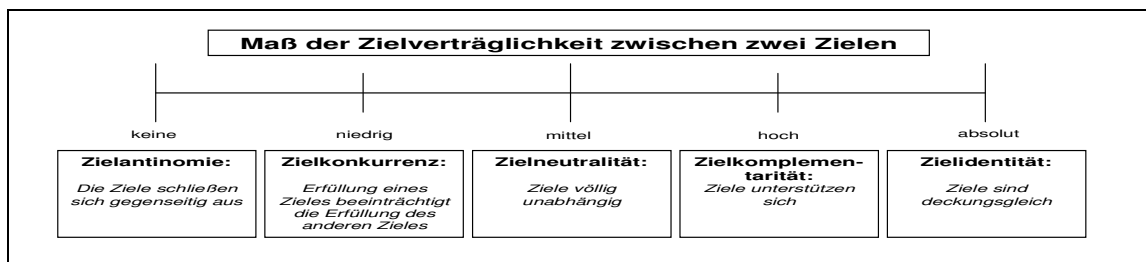 Maß der Zielverträglichkeit zwischen zwei Zielen
keine
niedrig
mittel
hoch
absolut
Zielantinomie:
Die Ziele schließen
sich gegenseitig aus
Zielkonkurrenz:
Erfüllung eines
Zieles beeinträchtigt
die Erfüllung des
anderen Zieles
Zielneutralität:
Ziele völlig
unabhängig
Zielkomplemen-
tarität:
Ziele unterstützen
sich
Zielidentität:
Ziele sind
deckungsgleich